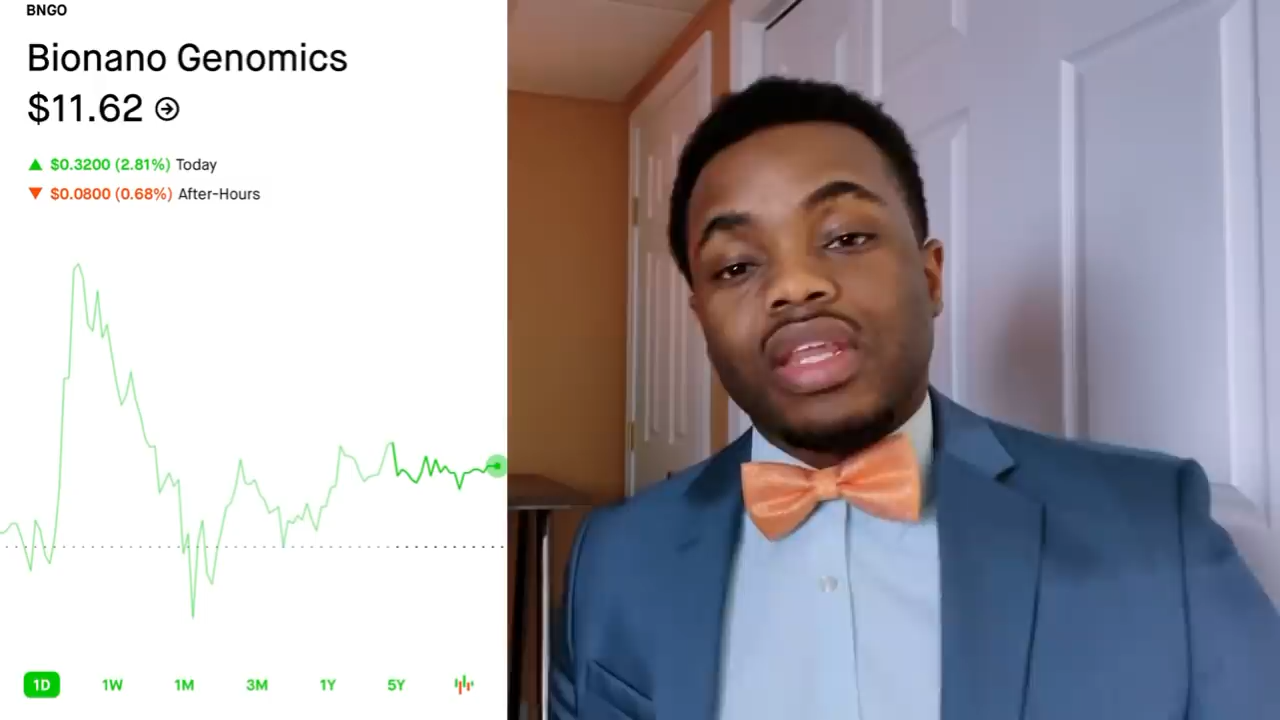 BNGO
Bionano Genomics
$11.62
▲ $0.3200 (2.81%) Today
▼ $0.0800 (0.68%) After-Hours
1D 1W 1M 3M 1Y 5Y